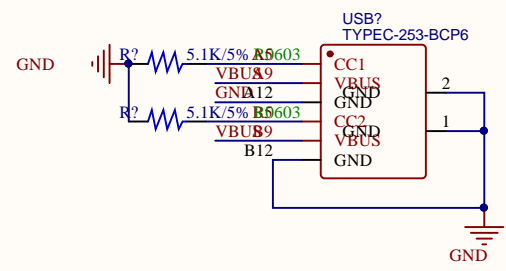 USB?
TYPEC-253-BCP6
R? 5.1K/5% R0603 A5 CC1
GND
VBUS A9 VBUS
GND A12 GND GND
2
R? 5.1K/5% R0603 B5 CC2
1
VBUS B9 GND VBUS
B12 GND
GND